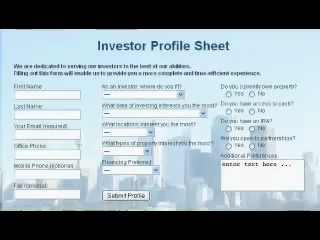 Investor Profile Sheet
We are dedicated to serving our investors to the best of our abilities.
Filling out this form will enable us to provide you a more complete and time-efficient experience.
First Name
Last Name
Your Email (required)
Office Phone
Mobile Phone (optional)
Fax (optional)
As an investor, where do you fit?
---
What area of investing interests you the most?
---
What locations interest you the most?
---
What types of property interest you the most?
---
Financing Preferred
---
Submit Profile
Do you currently own property?
Yes No
Do you have access to cash?
Yes No
Do you have an IRA?
Yes No
Are you open to partnerships?
Yes No
Additional Preferences:
enter text here ...